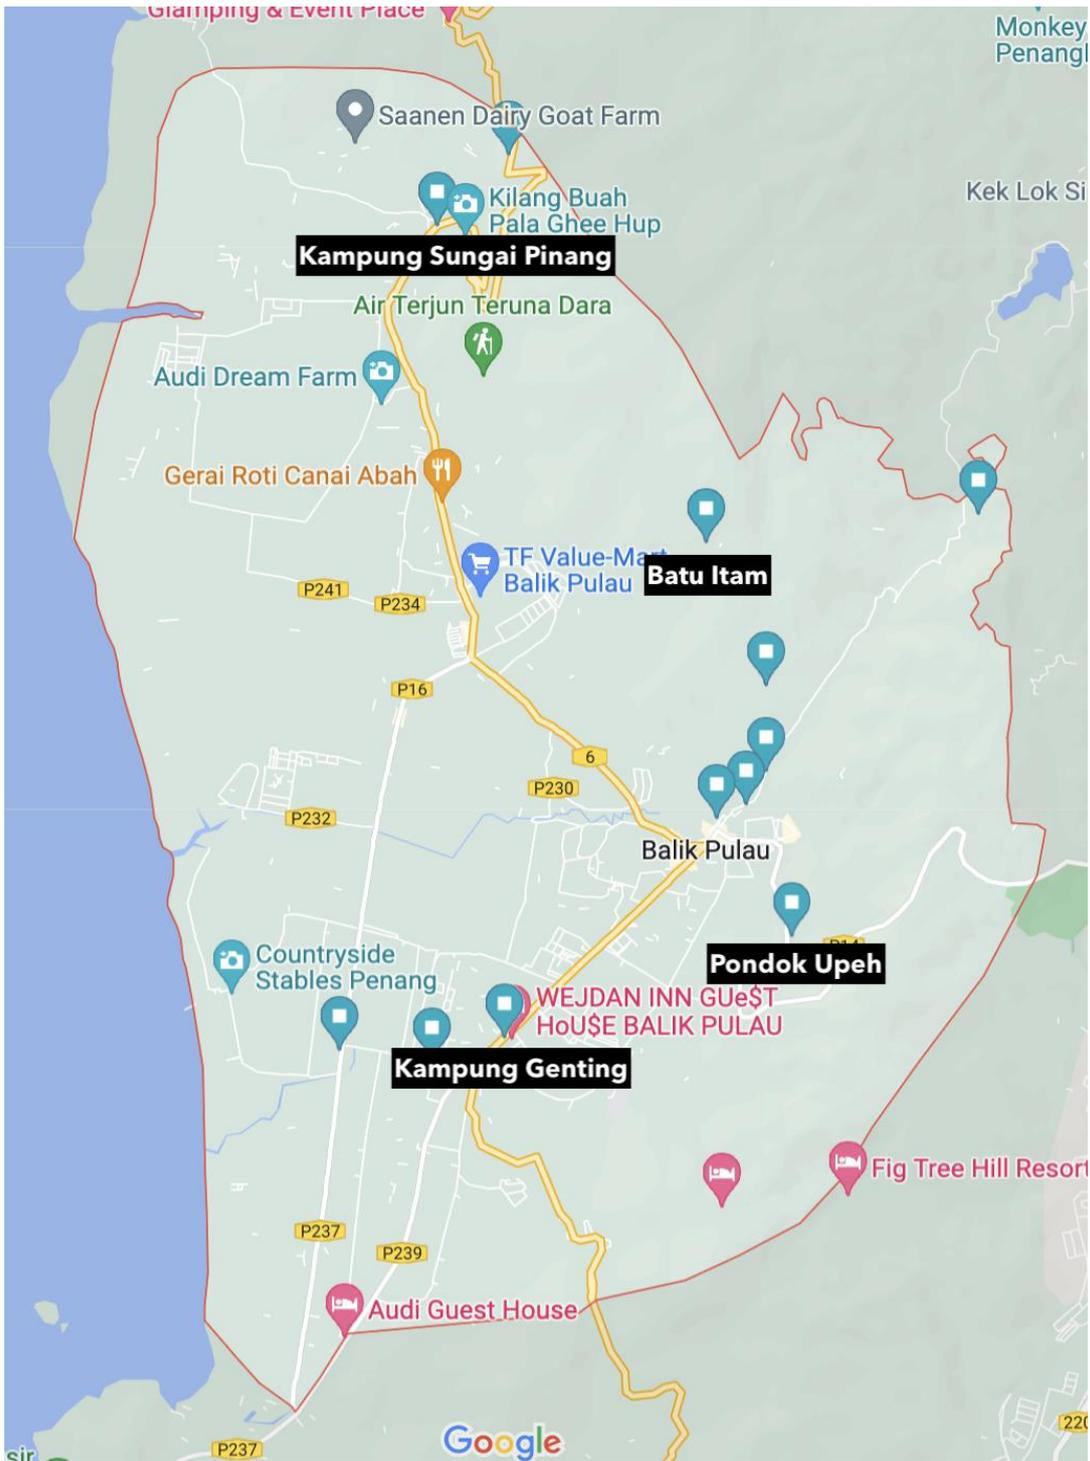 Glamping & Event Place
Monkey
Penang
Saanen Dairy Goat Farm
Kek Lok Si
Kilang Buah
Pala Ghee Hup
Kampung Sungai Pinang
Air Terjun Teruna Dara
Audi Dream Farm
Gerai Roti Canai Abah
TF Value-Mart
Balik Pulau
Batu Itam
P241
P234
P16
6
P230
P232
Balik Pulau
P14
Pondok Upeh
Countryside
Stables Penang
WEJDAN INN GUe$T
HoU$E BALIK PULAU
Kampung Genting
Fig Tree Hill Resort
P237
P239
Audi Guest House
220
Google
P237
sir